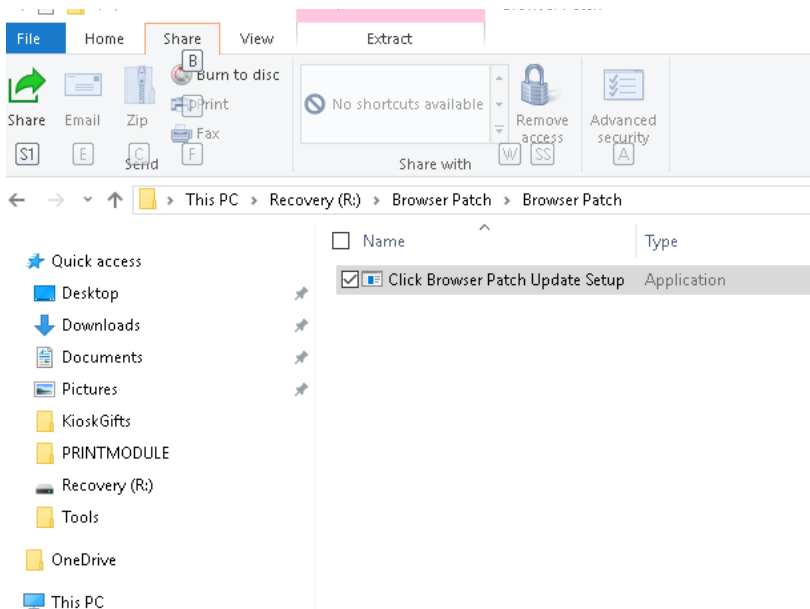 File Home Share View Extract
B
Burn to disc
Print
Fax
Share Email Zip
S1 E C F
Send
No shortcuts available
Remove access
Advanced security
W SS A
Share with
This PC > Recovery (R:) > Browser Patch > Browser Patch
Name Type
Click Browser Patch Update Setup Application
Quick access
Desktop
Downloads
Documents
Pictures
KioskGifts
PRINTMODULE
Recovery (R:)
Tools
OneDrive
This PC